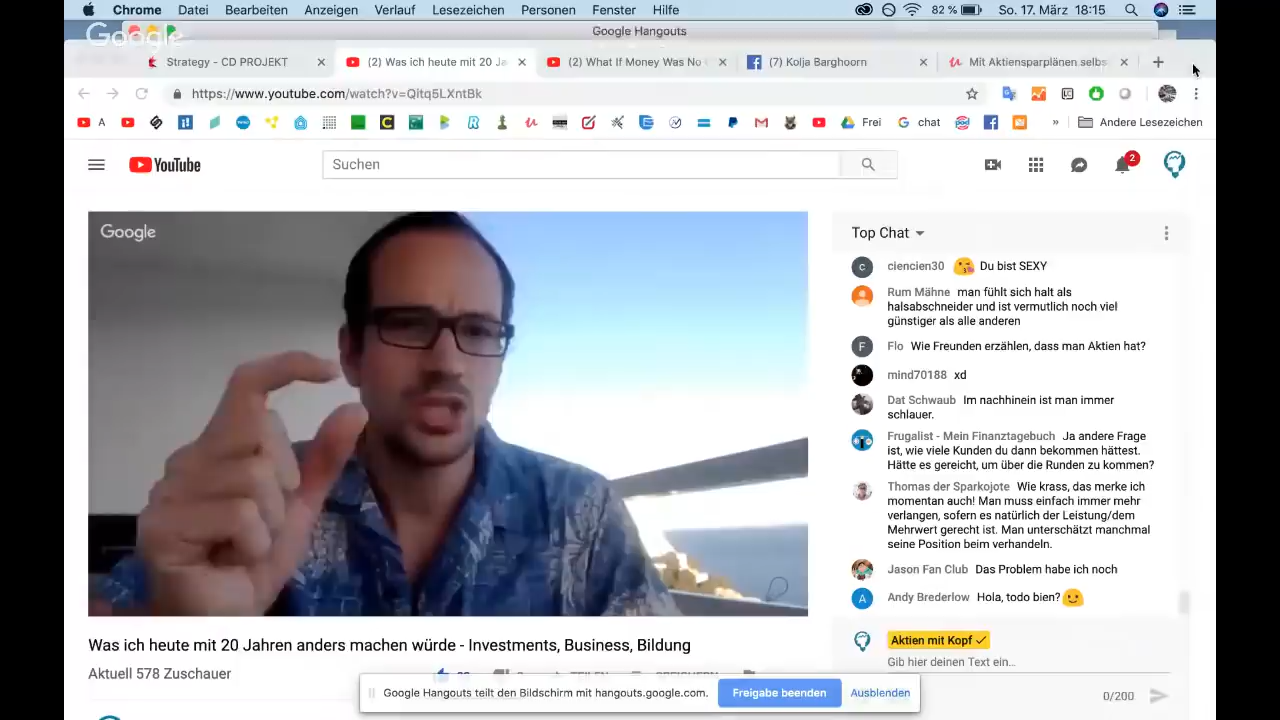 Chrome Datei Bearbeiten Anzeigen Verlauf Lesezeichen Personen Fenster Hilfe 82 % So. 17. März 18:15
Google
Google Hangouts
Strategy - CD PROJEKT
(2) Was ich heute mit 20 Ja
(2) What If Money Was No
(7) Kolja Barghoorn
Mit Aktiensparplänen selbs
https://www.youtube.com/watch?v=Qitq5LXntBk
A
Frei
chat
» Andere Lesezeichen
YouTube
Suchen
2
Google
Top Chat
ciencien30 Du bist SEXY
Rum Mähne man fühlt sich halt als
halsabschneider und ist vermutlich noch viel
günstiger als alle anderen
Flo Wie Freunden erzählen, dass man Aktien hat?
mind70188 xd
Dat Schwaub Im nachhinein ist man immer
schlauer.
Frugalist - Mein Finanztagebuch Ja andere Frage
ist, wie viele Kunden du dann bekommen hättest.
Hätte es gereicht, um über die Runden zu kommen?
Thomas der Sparkojote Wie krass, das merke ich
momentan auch! Man muss einfach immer mehr
verlangen, sofern es natürlich der Leistung/dem
Mehrwert gerecht ist. Man unterschätzt manchmal
seine Position beim verhandeln.
Jason Fan Club Das Problem habe ich noch
Andy Brederlow Hola, todo bien?
Aktien mit Kopf
Gib hier deinen Text ein...
0/200
Was ich heute mit 20 Jahren anders machen würde - Investments, Business, Bildung
Aktuell 578 Zuschauer
Google Hangouts teilt den Bildschirm mit hangouts.google.com.
Freigabe beenden
Ausblenden